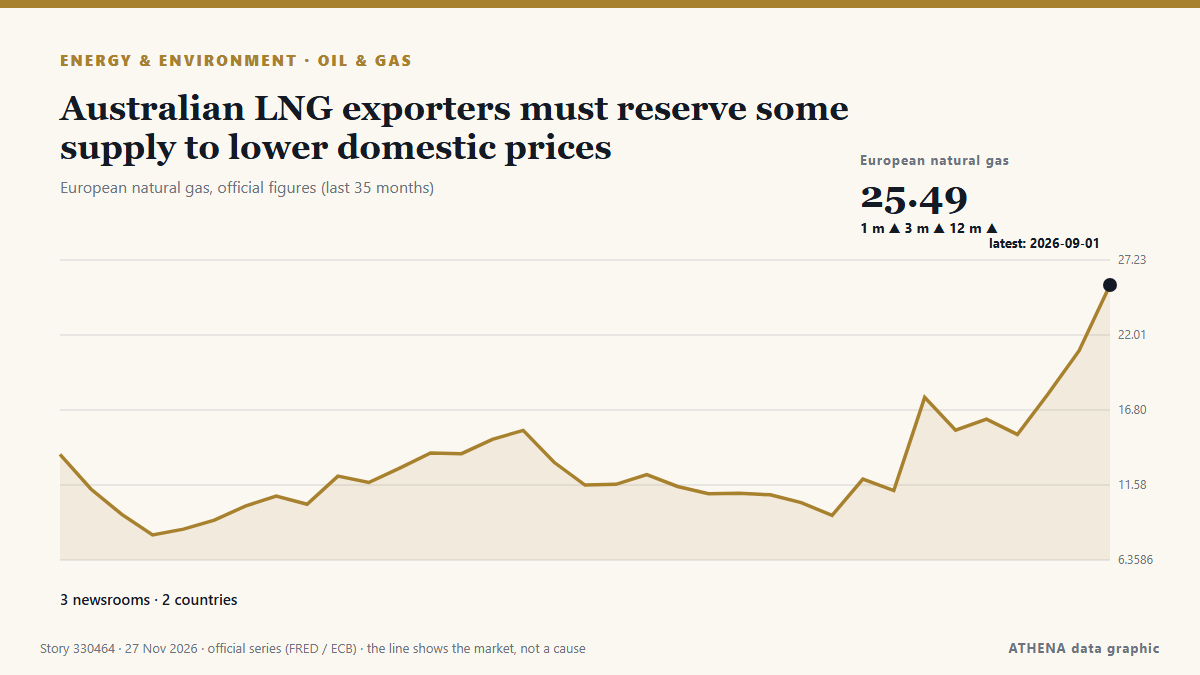 ENERGY & ENVIRONMENT · OIL & GAS
Australian LNG exporters must reserve some
supply to lower domestic prices
European natural gas, official figures (last 35 months)
European natural gas
25.49
1 m ▲ 3 m ▲ 12 m ▲
latest: 2026-09-01
27.23
22.01
16.80
11.58
6.3586
3 newsrooms · 2 countries
Story 330464 · 27 Nov 2026 · official series (FRED / ECB) · the line shows the market, not a cause
ATHENA data graphic